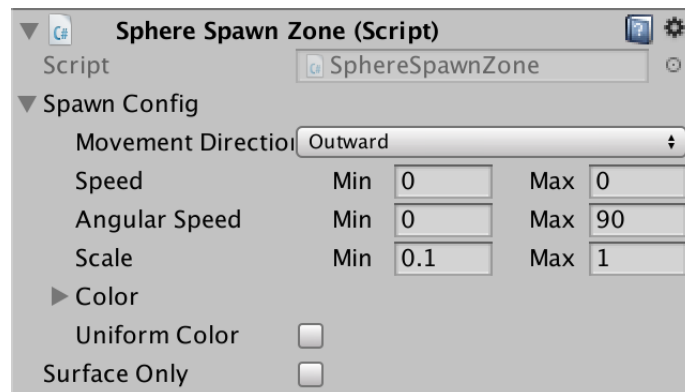 Sphere Spawn Zone (Script)
Script SphereSpawnZone
Spawn Config
Movement Direction Outward
Speed Min 0 Max 0
Angular Speed Min 0 Max 90
Scale Min 0.1 Max 1
Color
Uniform Color
Surface Only